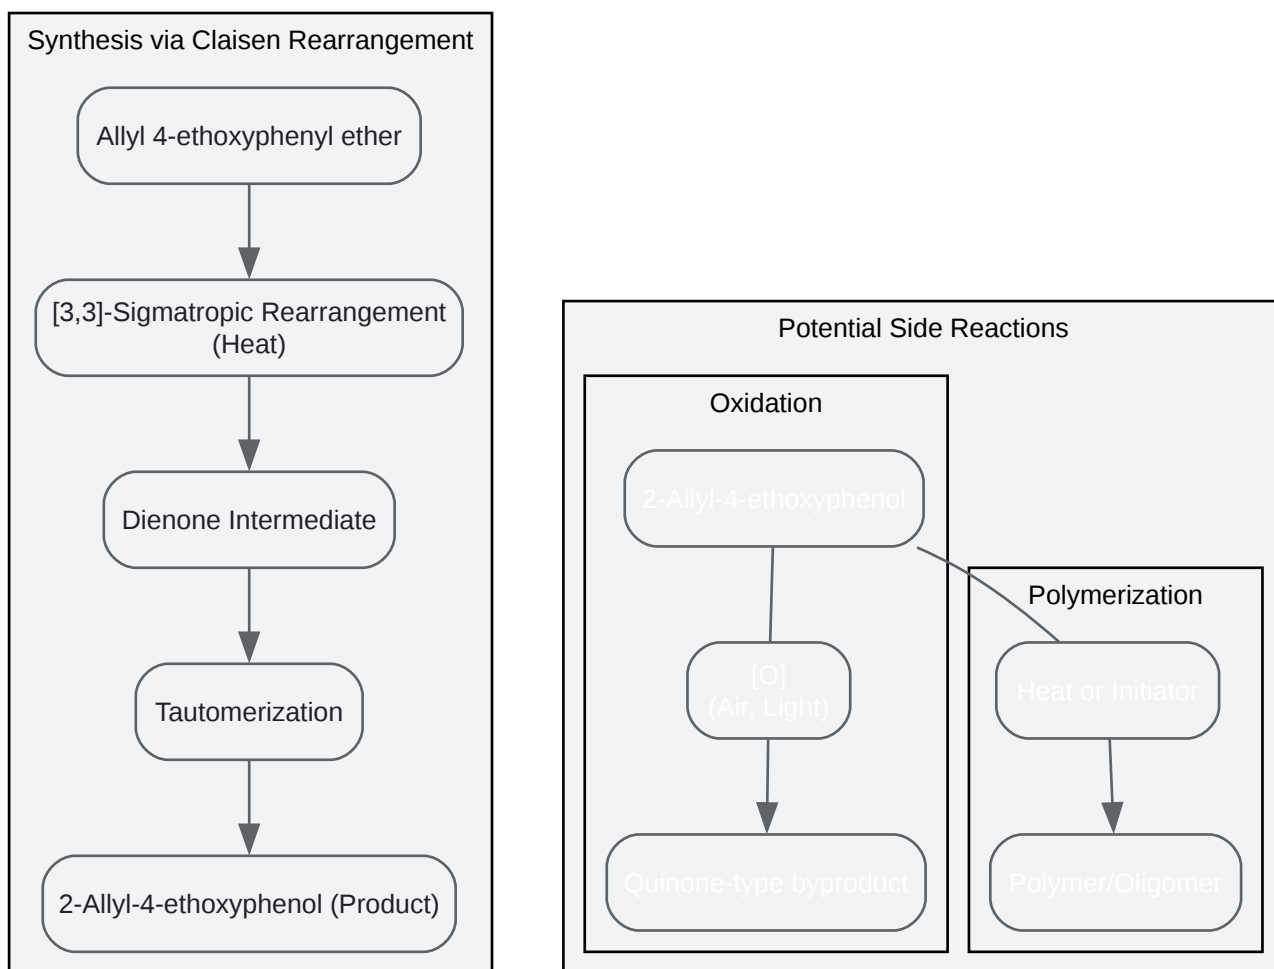 Synthesis via Claisen Rearrangement
Allyl 4-ethoxyphenyl ether
[3,3]-Sigmatropic Rearrangement
(Heat)
Dienone Intermediate
Tautomerization
2-Allyl-4-ethoxyphenol (Product)
Potential Side Reactions
Oxidation
2-Allyl-4-ethoxyphenol
[O]
(Air, Light)
Quinone-type byproduct
Polymerization
Heat or Initiator
Polymer/Oligomer